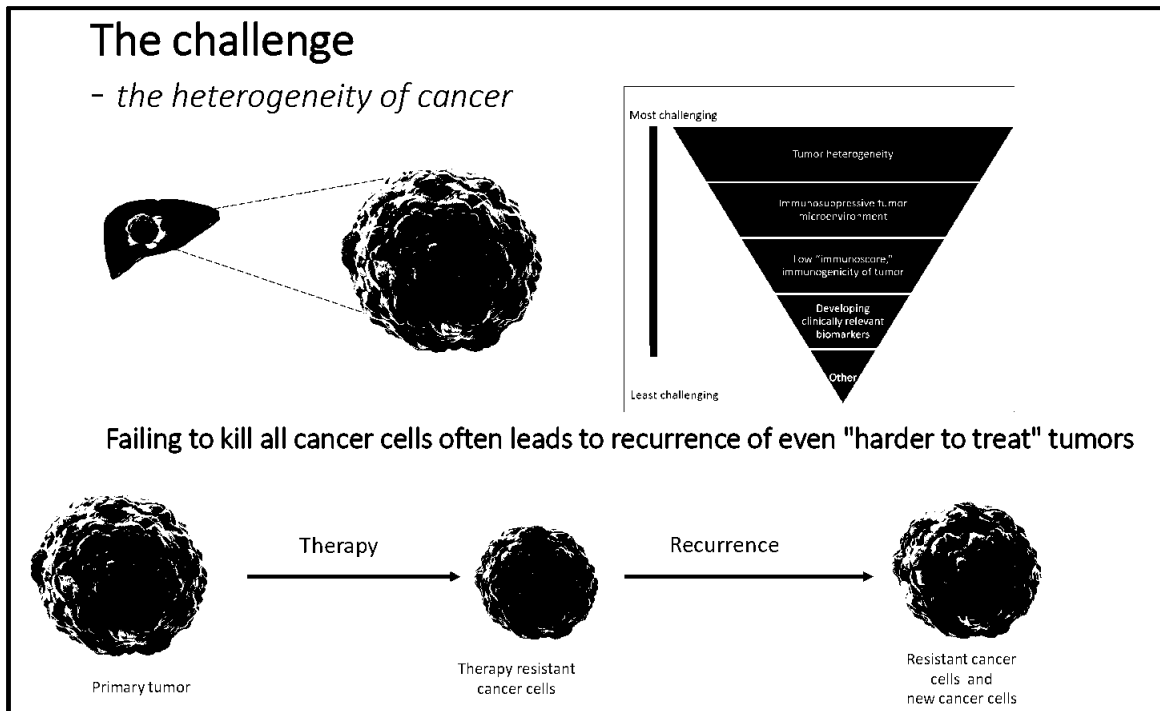 The challenge
- the heterogeneity of cancer
Most challenging
Tumor heterogeneity
Immunosuppressive tumor
microenvironment
Low "immunoscore,"
immunogenicity of tumor
Developing
clinically relevant
biomarkers
Other
Least challenging
Failing to kill all cancer cells often leads to recurrence of even "harder to treat" tumors
Therapy
Recurrence
Primary tumor
Therapy resistant
cancer cells
Resistant cancer
cells and
new cancer cells